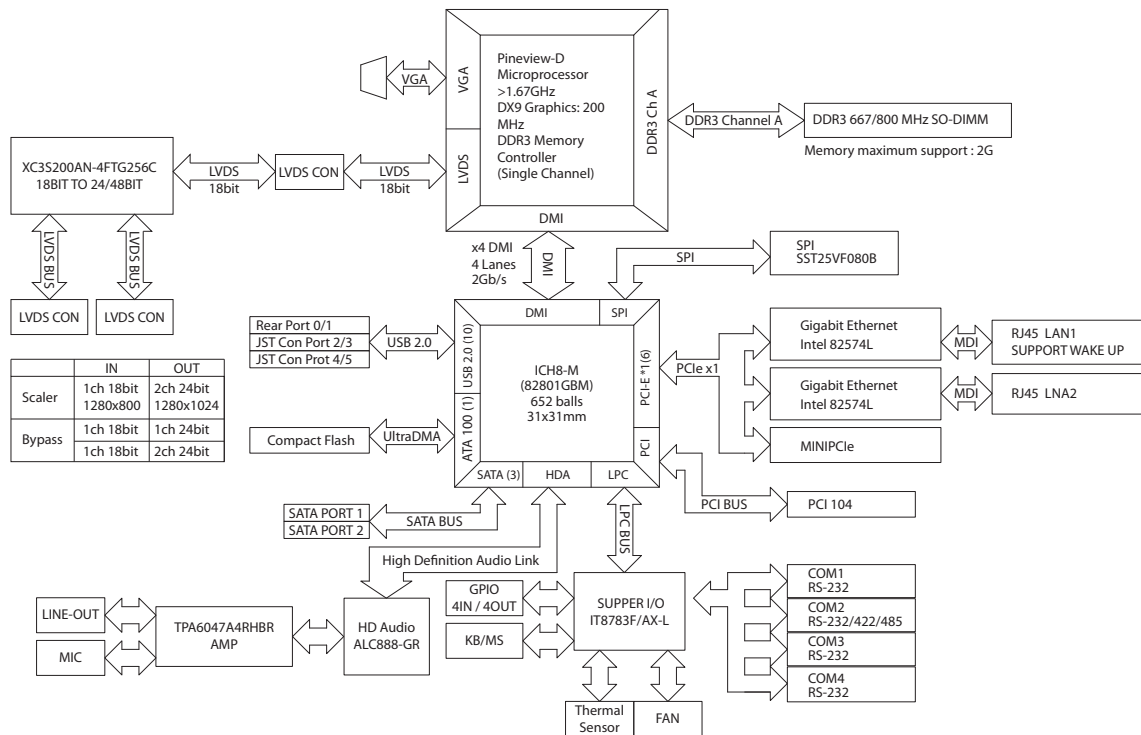 Pineview-D
Microprocessor
>1.67GHz
DX9 Graphics: 200
MHz
DDR3 Memory
Controller
(Single Channel)
VGA
VGA
LVDS
DDR3 Ch A
DMI
DDR3 Channel A
DDR3 667/800 MHz SO-DIMM
Memory maximum support : 2G
XC3S200AN-4FTG256C
18BIT TO 24/48BIT
LVDS
18bit
LVDS CON
LVDS
18bit
LVDS BUS
LVDS BUS
LVDS CON
LVDS CON
x4 DMI
4 Lanes
2Gb/s
DMI
SPI
SPI
SST25VF080B
DMI
SPI
USB 2.0 (10)
ATA 100 (1)
ICH8-M
(82801GBM)
652 balls
31x31mm
PCI-E *1(6)
PCI
SATA (3)
HDA
LPC
Rear Port 0/1
JST Con Port 2/3
JST Con Prot 4/5
USB 2.0
Compact Flash
UltraDMA
IN
OUT
Scaler
1ch 18bit
1280x800
2ch 24bit
1280x1024
Bypass
1ch 18bit
1ch 24bit
1ch 18bit
2ch 24bit
PCIe x1
Gigabit Ethernet
Intel 82574L
MDI
RJ45 LAN1
SUPPORT WAKE UP
Gigabit Ethernet
Intel 82574L
MDI
RJ45 LNA2
MINIPCIe
PCI BUS
PCI 104
SATA PORT 1
SATA PORT 2
SATA BUS
LPC BUS
High Definition Audio Link
LINE-OUT
MIC
TPA6047A4RHBR
AMP
HD Audio
ALC888-GR
GPIO
4IN / 4OUT
KB/MS
SUPPER I/O
IT8783F/AX-L
COM1
RS-232
COM2
RS-232/422/485
COM3
RS-232
COM4
RS-232
Thermal
Sensor
FAN